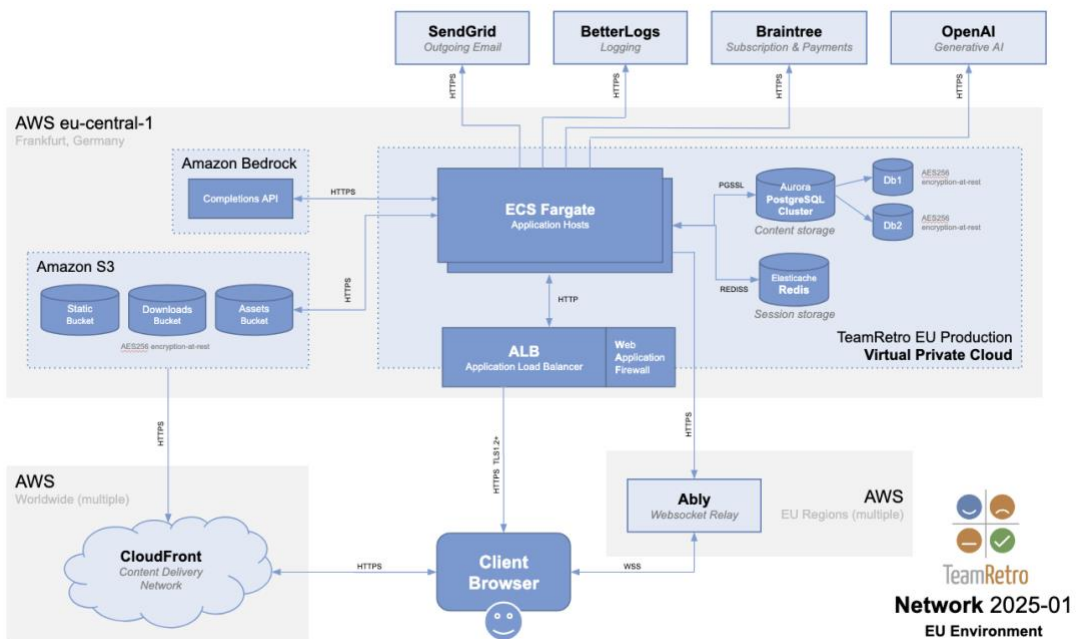 SendGrid
Outgoing Email
BetterLogs
Logging
Braintree
Subscription & Payments
OpenAI
Generative AI
HTTPS
HTTPS
HTTPS
HTTPS
AWS eu-central-1
Frankfurt, Germany
Amazon Bedrock
Completions API
HTTPS
ECS Fargate
Application Hosts
PGSSL
Aurora
PostgreSQL
Cluster
Content storage
Db1
AES256
encryption-at-rest
Db2
AES256
encryption-at-rest
Amazon S3
Static
Bucket
Downloads
Bucket
Assets
Bucket
AES256 encryption-at-rest
HTTPS
HTTP
REDISS
Elasticache
Redis
Session storage
TeamRetro EU Production
Virtual Private Cloud
ALB
Application Load Balancer
Web
Application
Firewall
HTTPS
HTTPS TLS1.2+
HTTPS
AWS
Worldwide (multiple)
CloudFront
Content Delivery
Network
HTTPS
Client
Browser
WSS
Ably
Websocket Relay
AWS
EU Regions (multiple)
TeamRetro
Network 2025-01
EU Environment